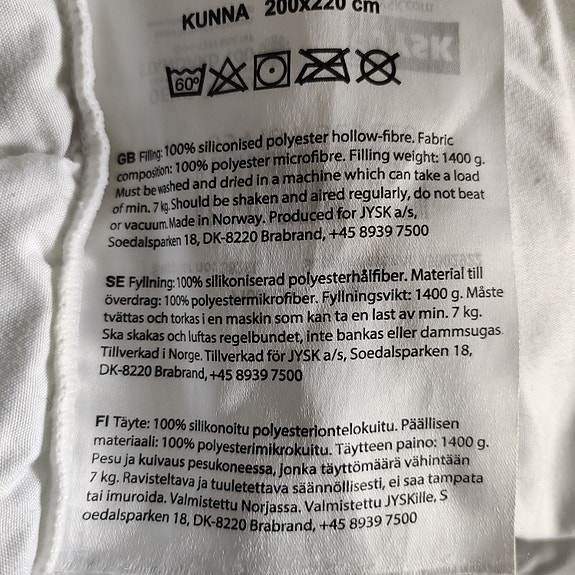 KUNNA 200x220 cm
60°
GB Filling: 100% siliconised polyester hollow-fibre. Fabric
composition: 100% polyester microfibre. Filling weight: 1400 g.
Must be washed and dried in a machine which can take a load
of min. 7 kg. Should be shaken and aired regularly, do not beat
or vacuum. Made in Norway. Produced for JYSK a/s,
Soedalsparken 18, DK-8220 Brabrand, +45 8939 7500
SE Fyllning: 100% silikoniserad polyesterhålfiber. Material till
överdrag: 100% polyestermikrofiber. Fyllningsvikt: 1400 g. Måste
tvättas och torkas i en maskin som kan ta en last av min. 7 kg.
Ska skakas och luftas regelbundet, inte bankas eller dammsugas.
Tillverkad i Norge. Tillverkad för JYSK a/s, Soedalsparken 18,
DK-8220 Brabrand, +45 8939 7500
FI Täyte: 100% silikonoitu polyesteriontelokuitu. Päällisen
materiaali: 100% polyesterimikrokuitu. Täytteen paino: 1400 g.
Pesu ja kuivaus pesukoneessa, jonka täyttömäärä vähintään
7 kg. Ravisteltava ja tuuletettava säännöllisesti, ei saa tampata
tai imuroida. Valmistettu Norjassa. Valmistettu JYSKille, S
oedalsparken 18, DK-8220 Brabrand, +45 8939 7500